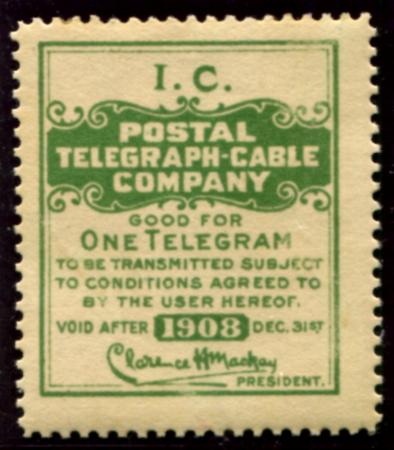 I. C.
POSTAL
TELEGRAPH-CABLE
COMPANY
GOOD FOR
ONE TELEGRAM
TO BE TRANSMITTED SUBJECT
TO CONDITIONS AGREED TO
BY THE USER HEREOF.
VOID AFTER 1908 DEC. 31ST
Clarence H Mackay
PRESIDENT.